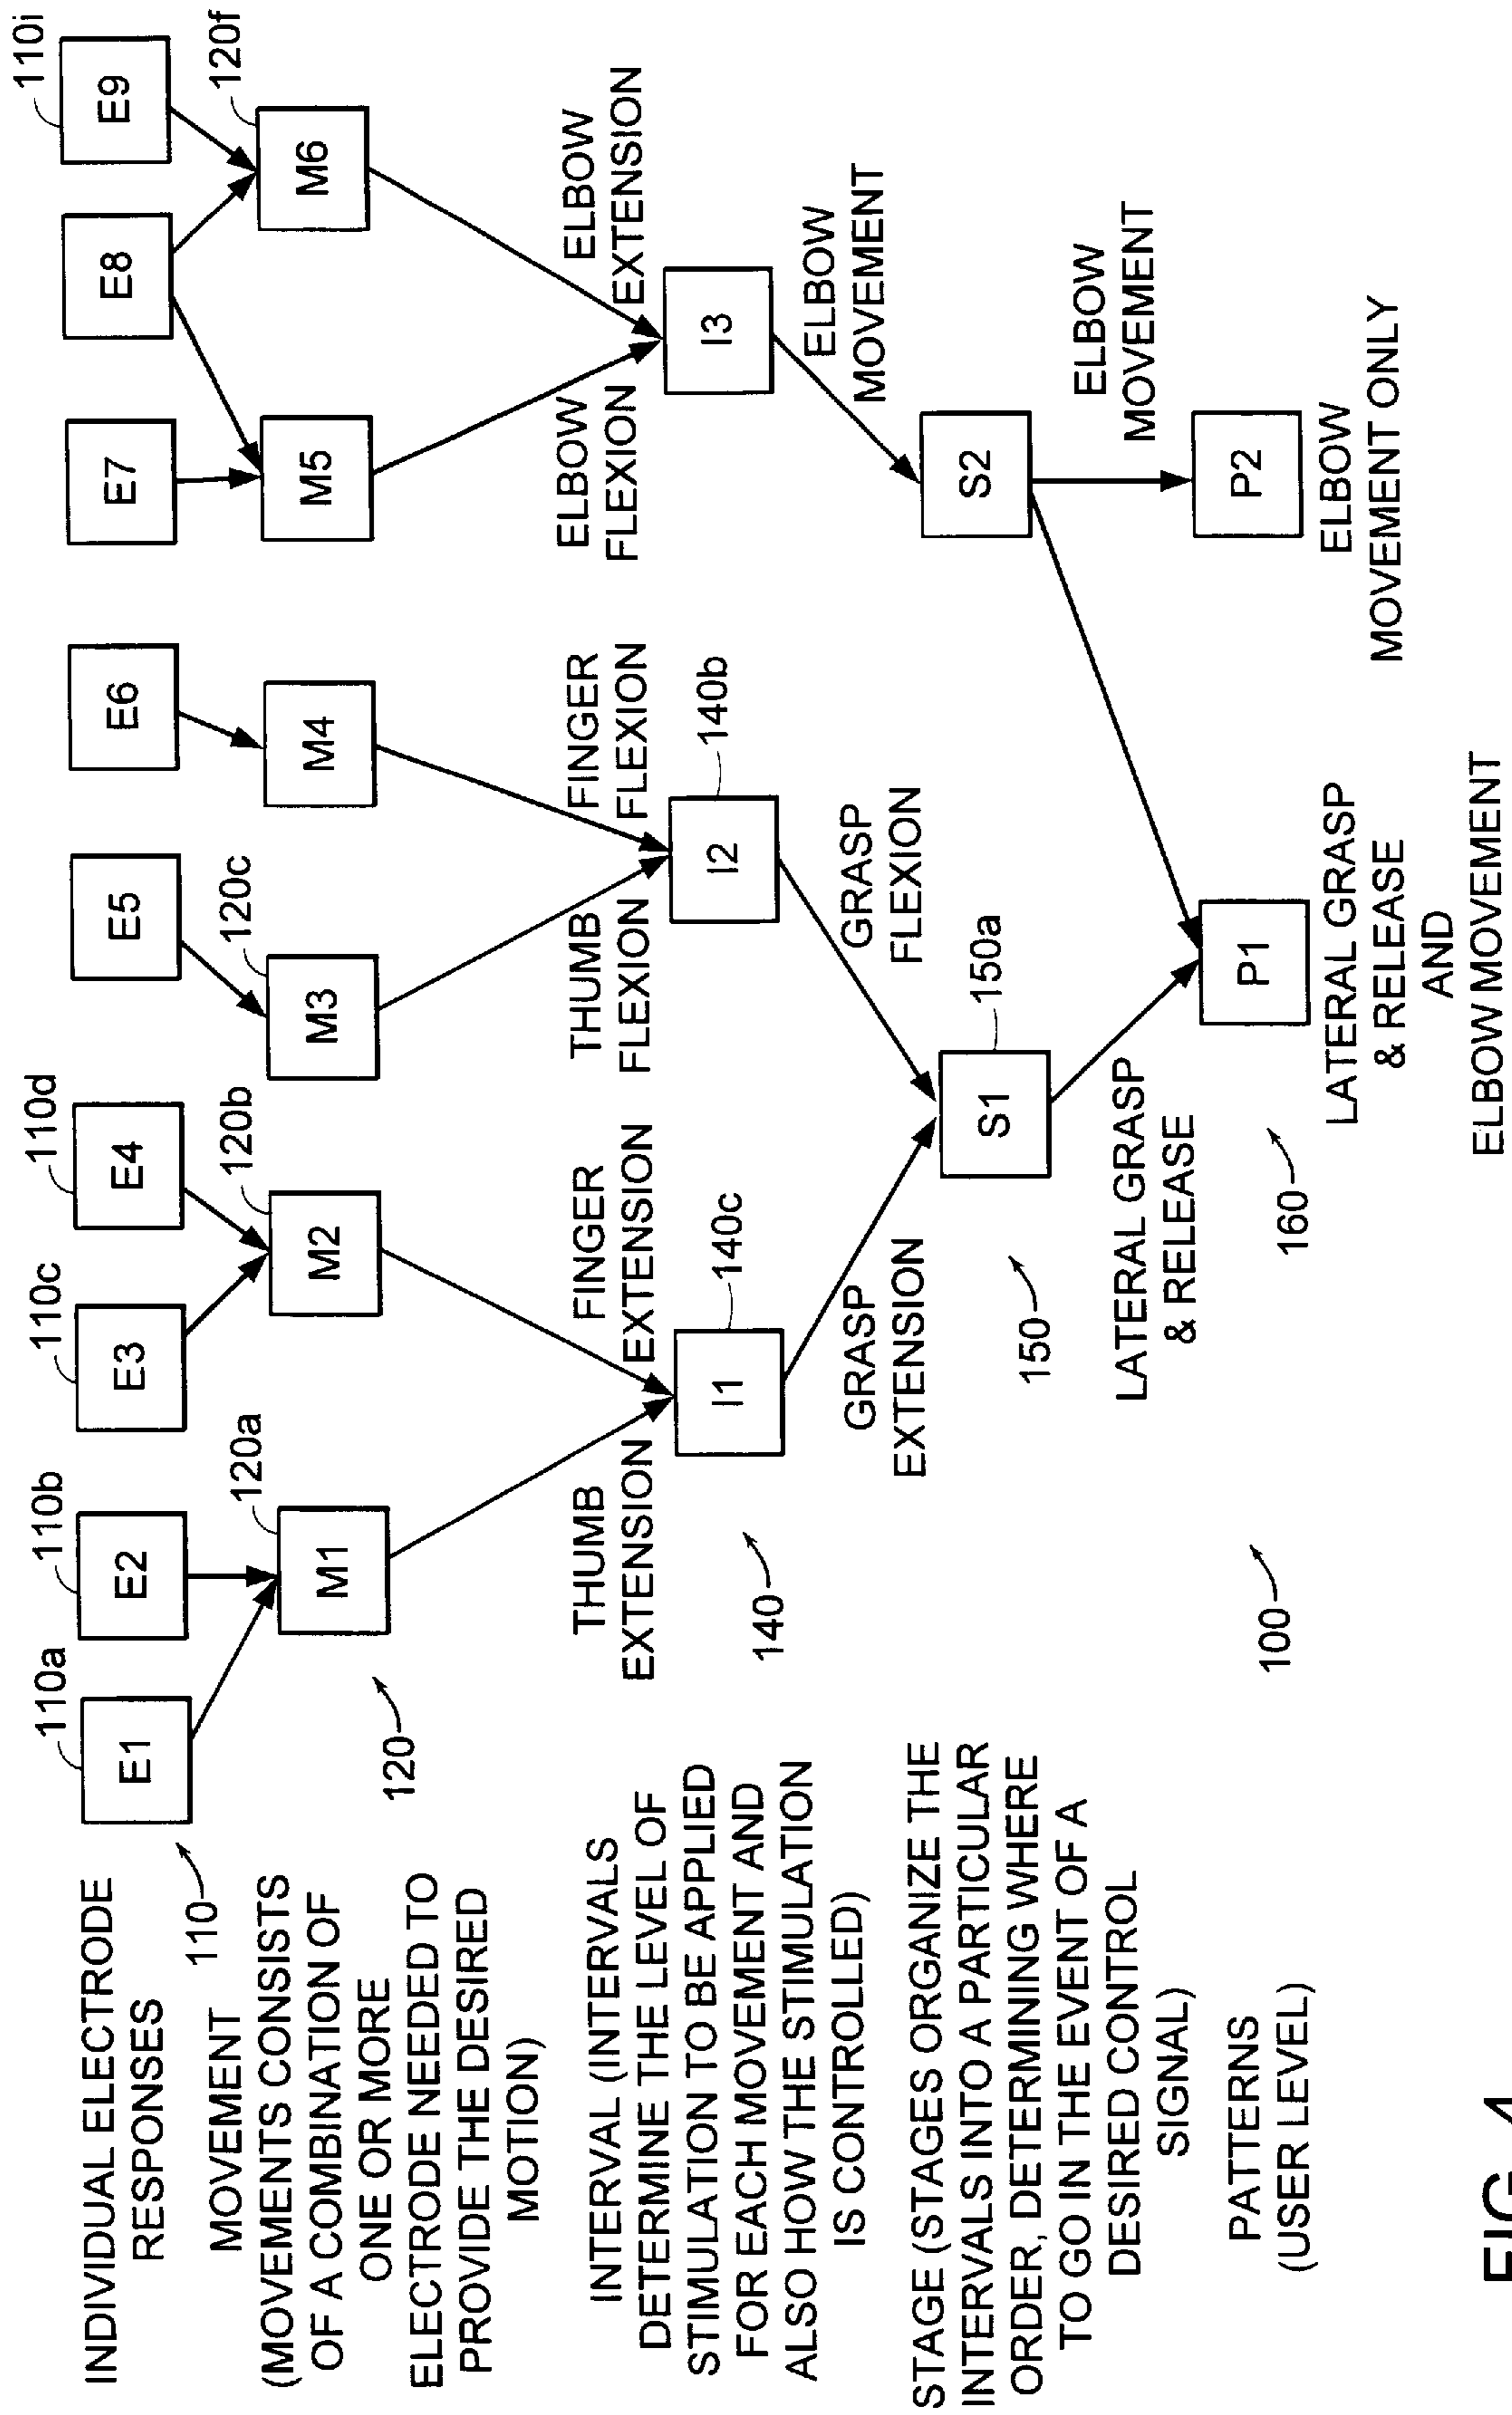 110a
110b
110c
110d
110i
E1
E2
E3
E4
E5
E6
E7
E8
E9
INDIVIDUAL ELECTRODE
RESPONSES
110
120a
120b
120c
120f
M1
M2
M3
M4
M5
M6
MOVEMENT
(MOVEMENTS CONSISTS
OF A COMBINATION OF
ONE OR MORE
ELECTRODE NEEDED TO
PROVIDE THE DESIRED
MOTION)
120
THUMB
EXTENSION
FINGER
EXTENSION
THUMB
FLEXION
FINGER
FLEXION
ELBOW
FLEXION
ELBOW
EXTENSION
INTERVAL (INTERVALS
DETERMINE THE LEVEL OF
STIMULATION TO BE APPLIED
FOR EACH MOVEMENT AND
ALSO HOW THE STIMULATION
IS CONTROLLED)
140
I1
140c
I2
140b
I3
GRASP
EXTENSION
GRASP
FLEXION
ELBOW
MOVEMENT
STAGE (STAGES ORGANIZE THE
INTERVALS INTO A PARTICULAR
ORDER, DETERMINING WHERE
TO GO IN THE EVENT OF A
DESIRED CONTROL
SIGNAL)
150
S1
150a
S2
LATERAL GRASP
& RELEASE
ELBOW
MOVEMENT
PATTERNS
(USER LEVEL)
100
160
P1
P2
LATERAL GRASP
& RELEASE
AND
ELBOW MOVEMENT
ELBOW
MOVEMENT ONLY